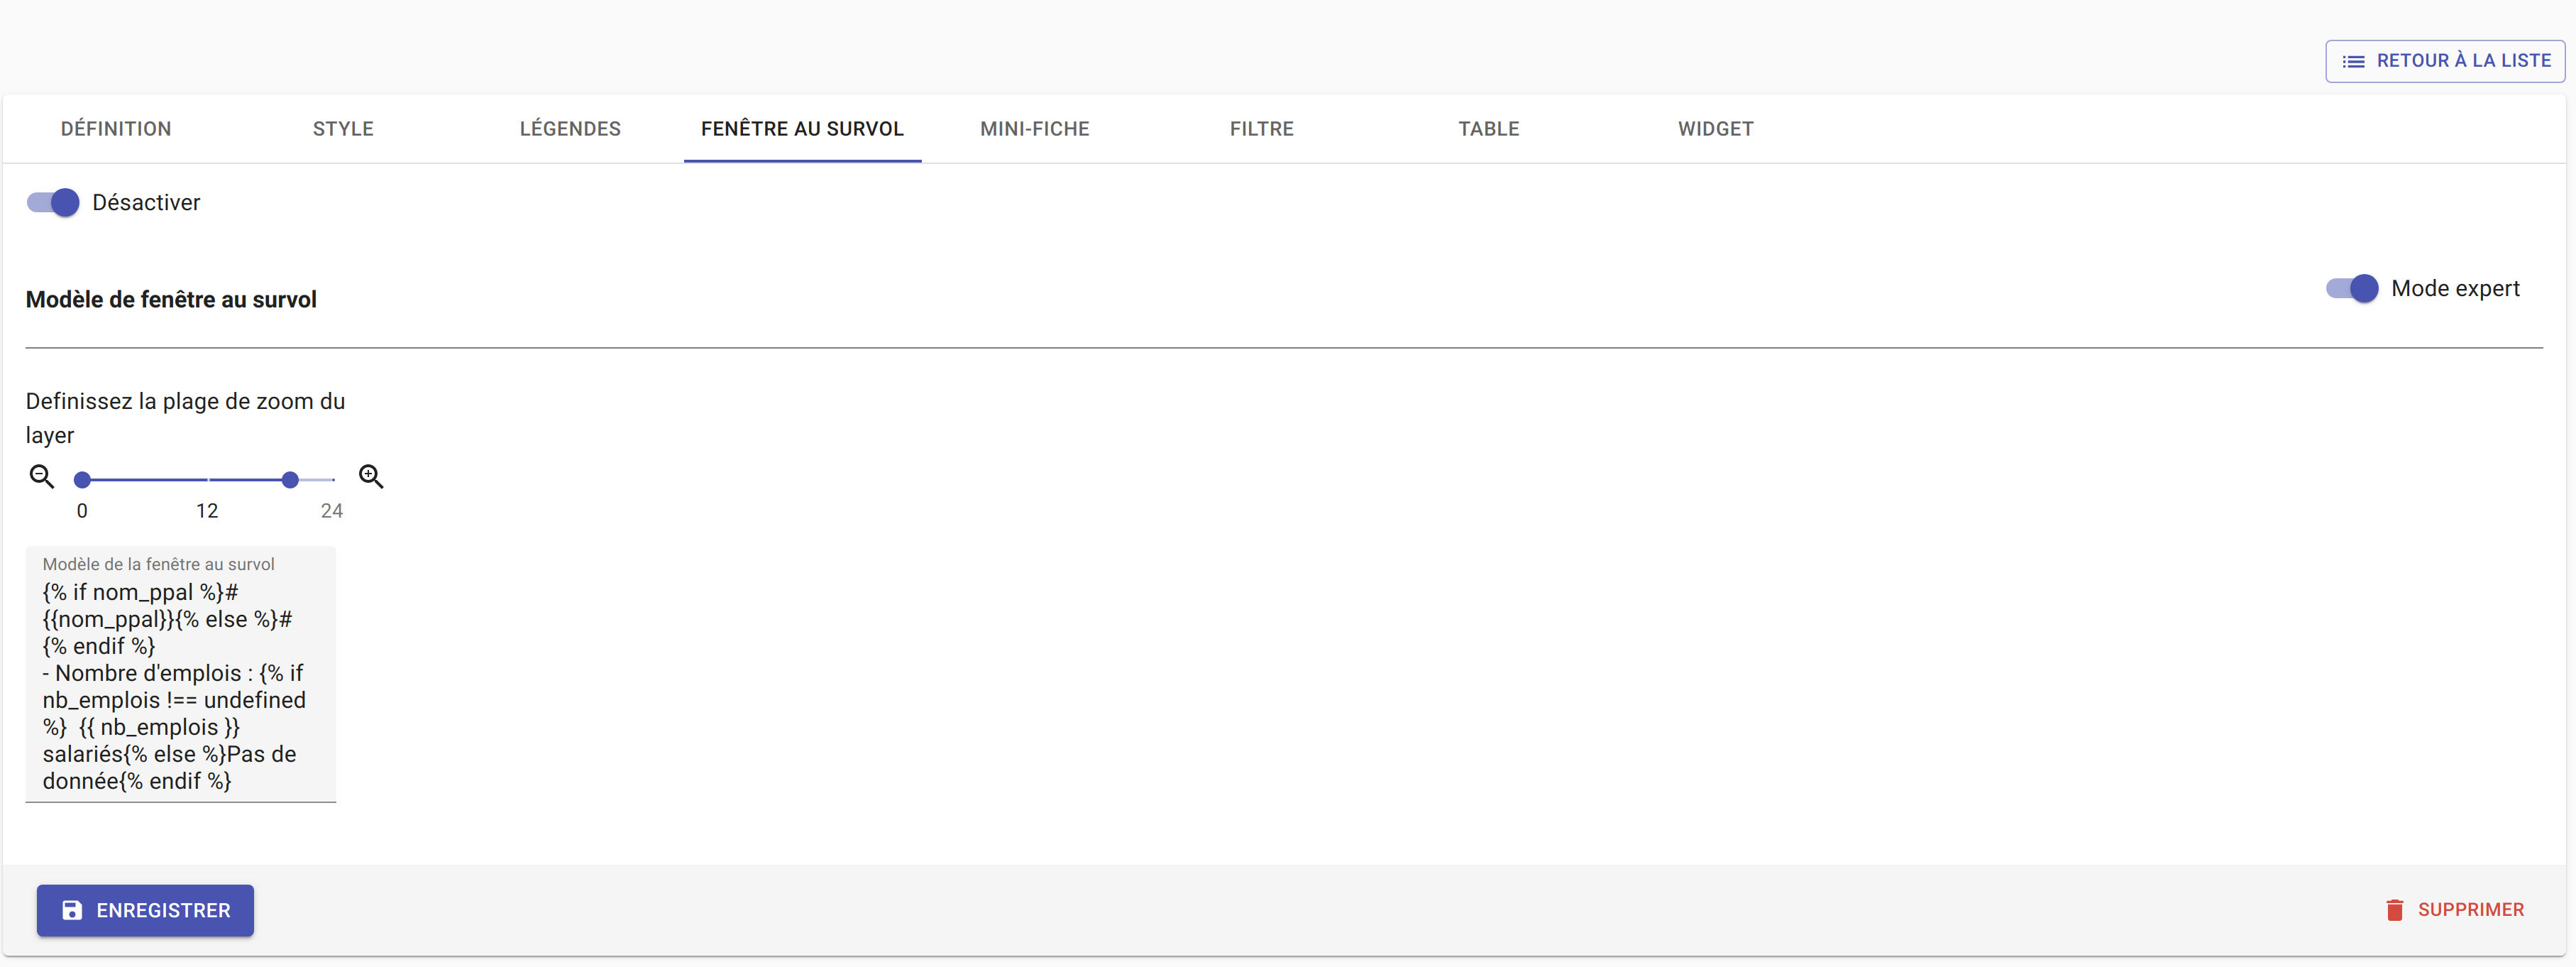 RETOUR À LA LISTE
DÉFINITION STYLE LÉGENDES FENÊTRE AU SURVOL MINI-FICHE FILTRE TABLE WIDGET
Désactiver
Modèle de fenêtre au survol
Mode expert
Definissez la plage de zoom du
layer
0 12 24
Modèle de la fenêtre au survol
{% if nom_ppal %}#
{{nom_ppal}}{% else %}#
{% endif %}
- Nombre d'emplois : {% if
nb_emplois !== undefined
%}  {{ nb_emplois }}
salariés{% else %}Pas de
donnée{% endif %}
ENREGISTRER
SUPPRIMER